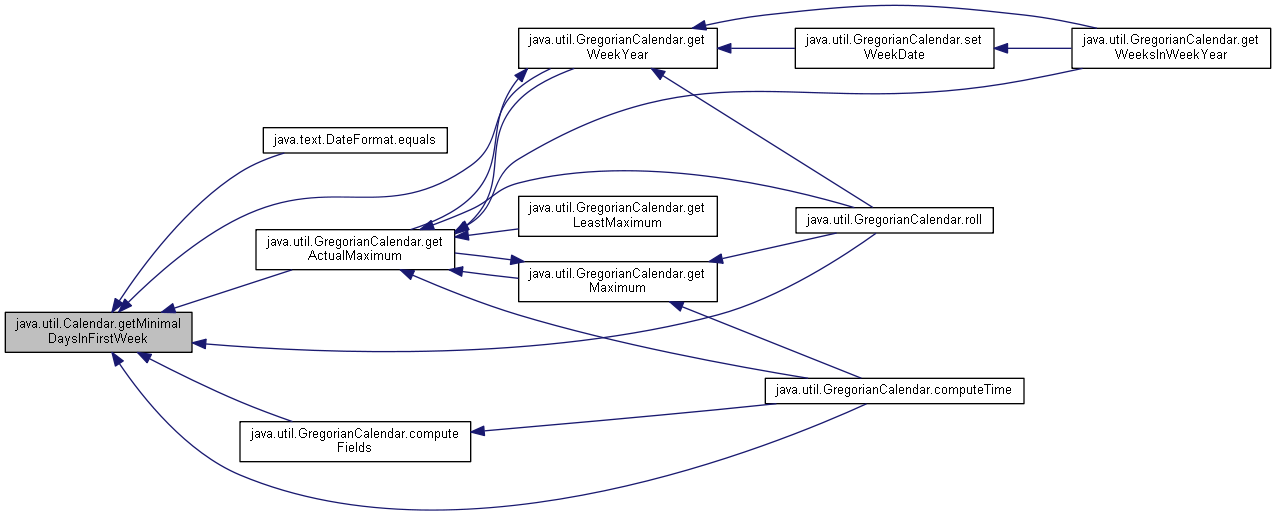 java.util.GregorianCalendar.get
WeekYear
java.util.GregorianCalendar.set
WeekDate
java.util.GregorianCalendar.get
WeeksInWeekYear
java.text.DateFormat.equals
java.util.GregorianCalendar.get
LeastMaximum
java.util.GregorianCalendar.roll
java.util.GregorianCalendar.get
ActualMaximum
java.util.GregorianCalendar.get
Maximum
java.util.Calendar.getMinimal
DaysInFirstWeek
java.util.GregorianCalendar.computeTime
java.util.GregorianCalendar.compute
Fields